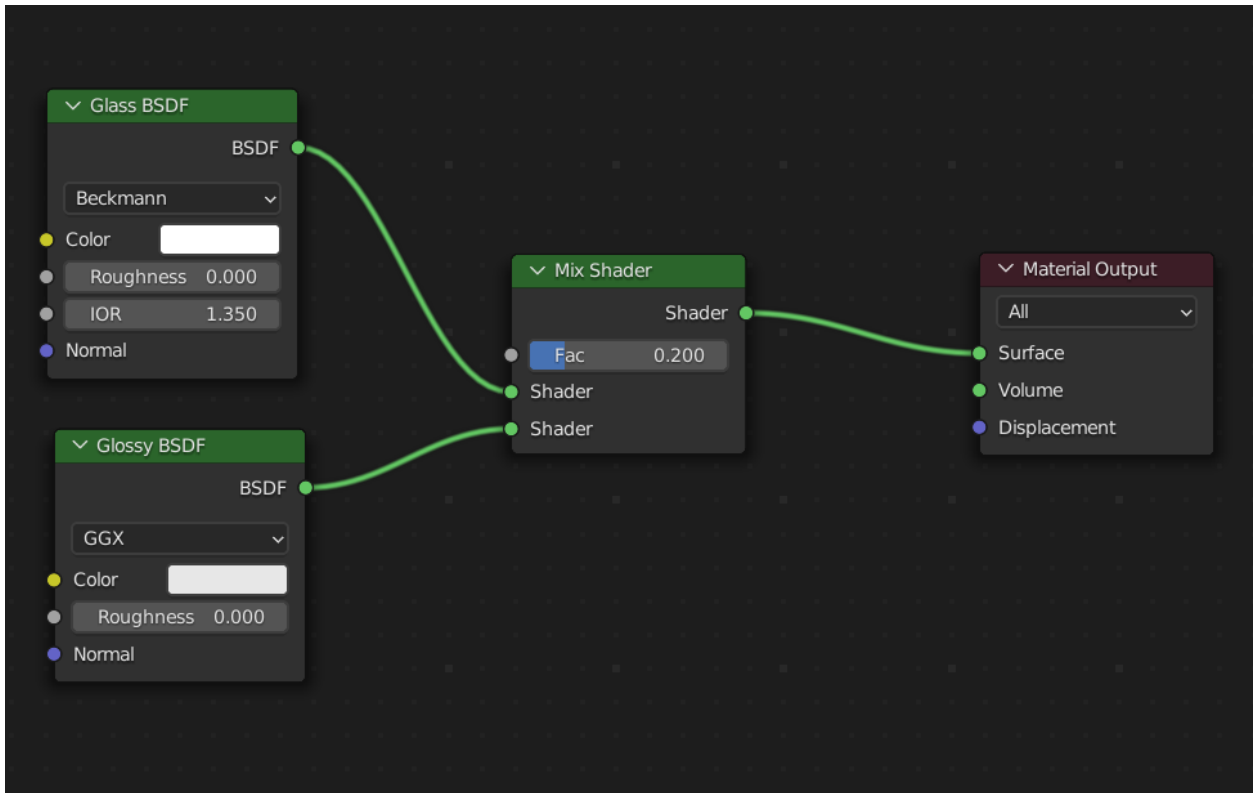 Glass BSDF
BSDF
Beckmann
Color
Roughness 0.000
IOR 1.350
Normal
Glossy BSDF
BSDF
GGX
Color
Roughness 0.000
Normal
Mix Shader
Shader
Fac 0.200
Shader
Shader
Material Output
All
Surface
Volume
Displacement